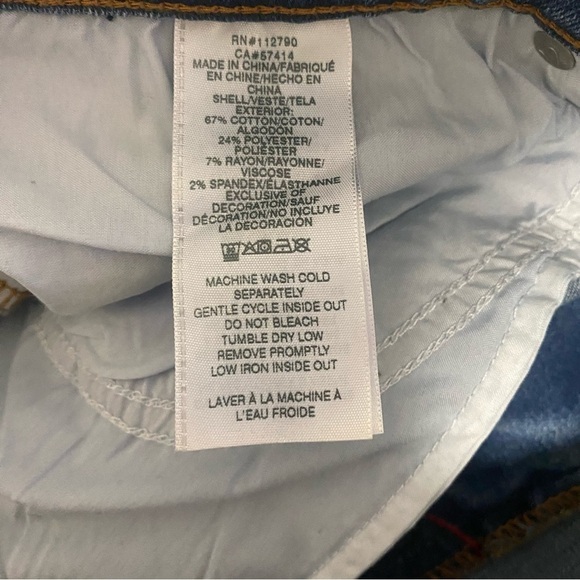 RN#112790
CA#57414
MADE IN CHINA/FABRIQUÉ
EN CHINE/HECHO EN
CHINA
SHELL/VESTE/TELA
EXTERIOR:
67% COTTON/COTON/
ALGODON
24% POLYESTER/
POLIÉSTER
7% RAYON/RAYONNE/
VISCOSE
2% SPANDEX/ÉLASTHANNE
EXCLUSIVE OF
DECORATION/SAUF
DÉCORATION/NO INCLUYE
LA DECORACIÓN
MACHINE WASH COLD
SEPARATELY
GENTLE CYCLE INSIDE OUT
DO NOT BLEACH
TUMBLE DRY LOW
REMOVE PROMPTLY
LOW IRON INSIDE OUT
LAVER À LA MACHINE À
L'EAU FROIDE